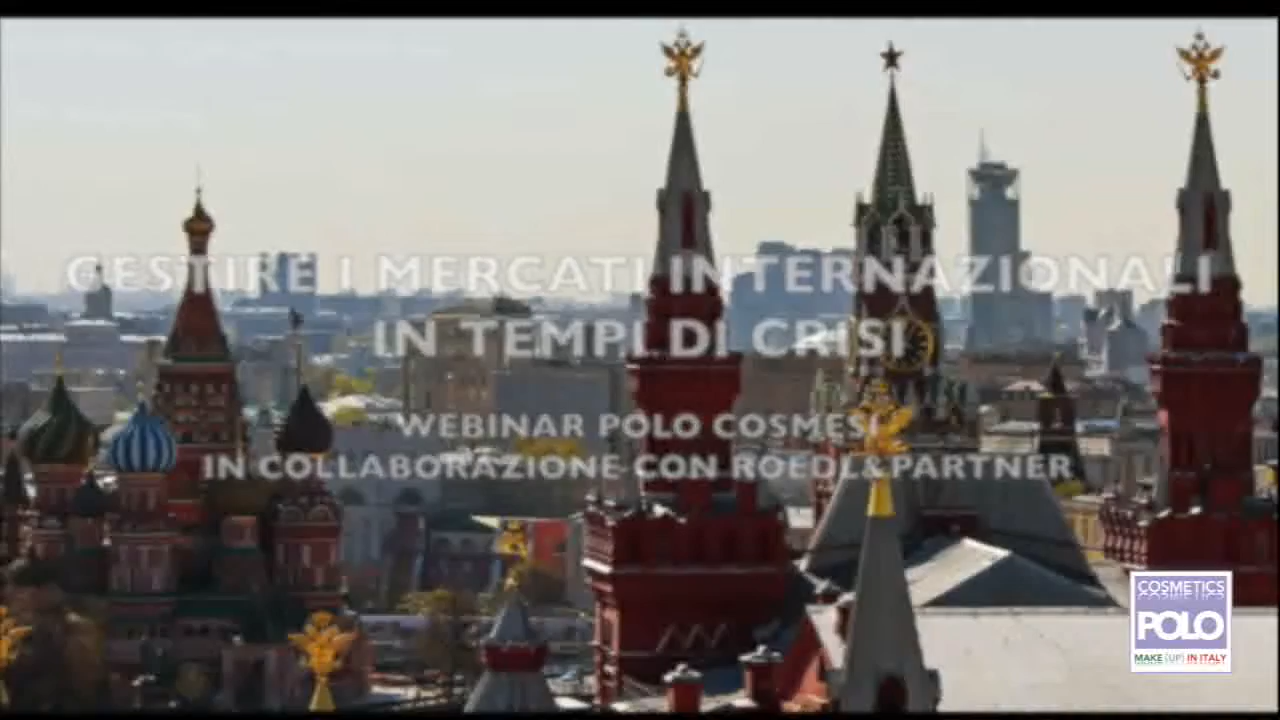 GESTIRE I MERCATI INTERNAZIONALI
IN TEMPI DI CRISI
WEBINAR POLO COSMESI
IN COLLABORAZIONE CON ROEDL&PARTNER
COSMETICS
POLO
MAKE (UP) IN ITALY